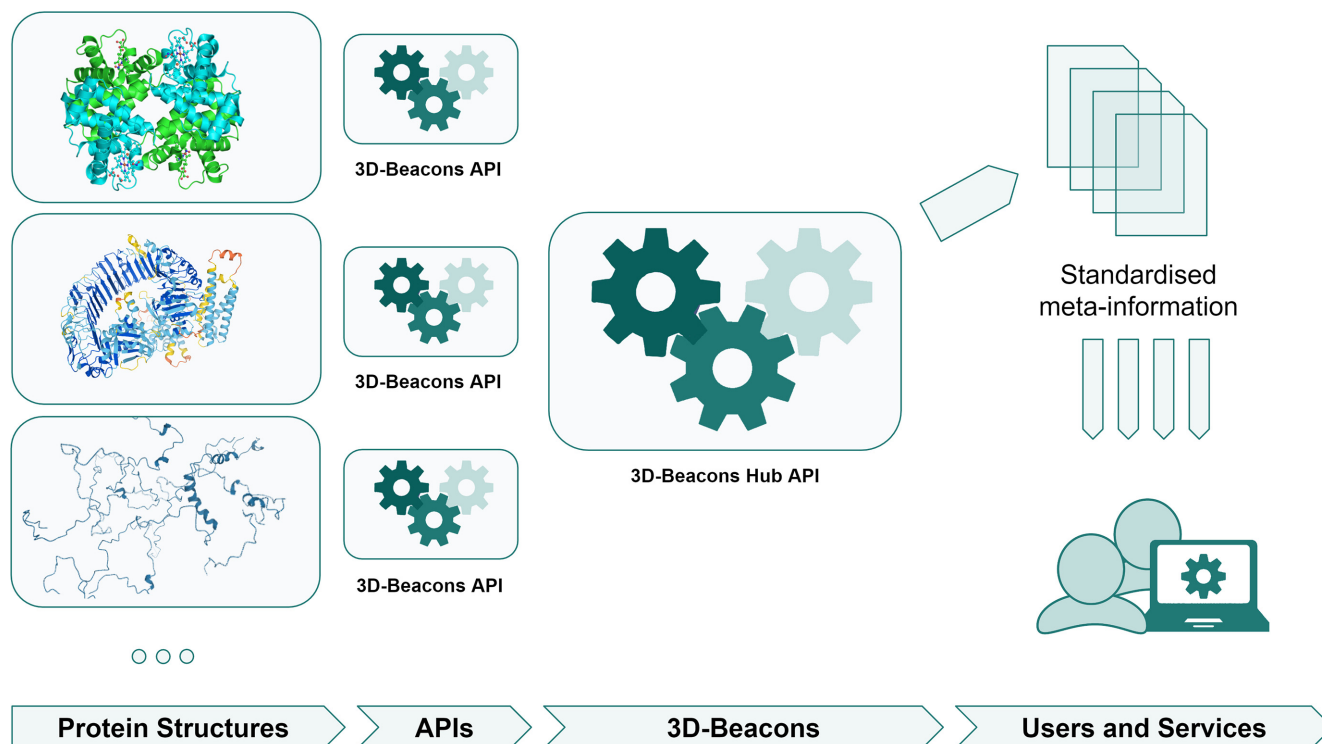 3D-Beacons API
3D-Beacons API
3D-Beacons API
3D-Beacons Hub API
Standardised
meta-information
Protein Structures
APIs
3D-Beacons
Users and Services